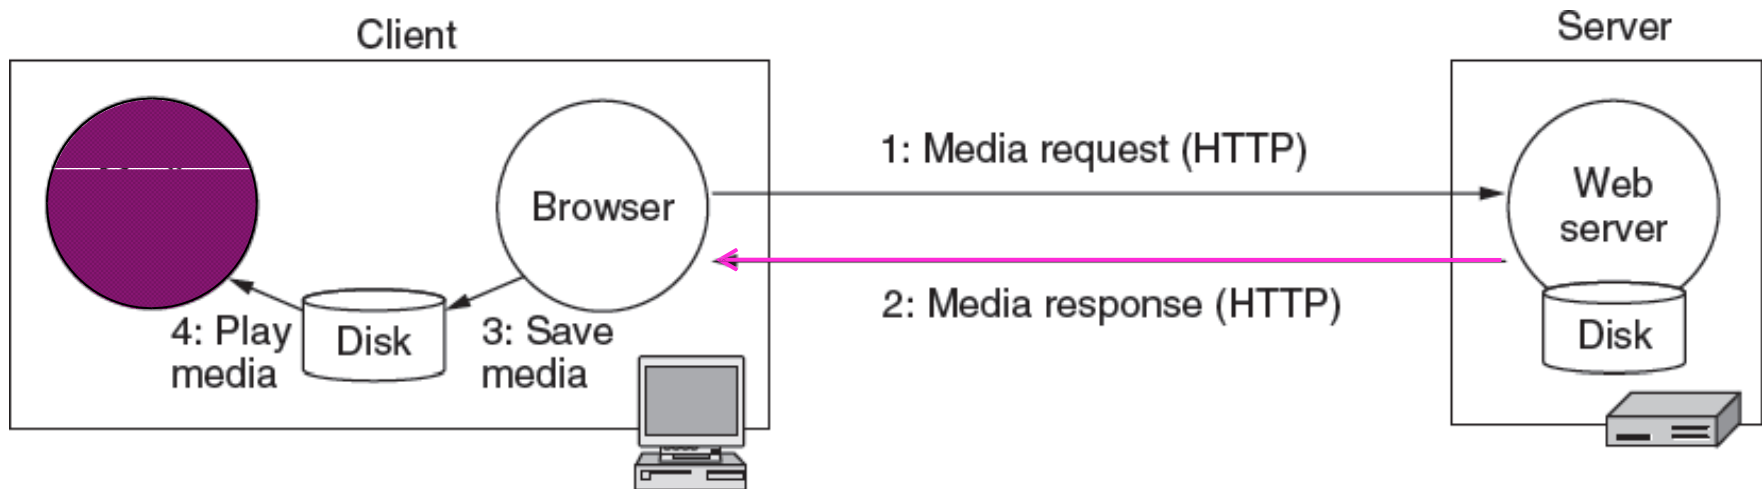 Client
Server
1: Media request (HTTP)
Browser
Web
server
2: Media response (HTTP)
4: Play
media
Disk
3: Save
media
Disk